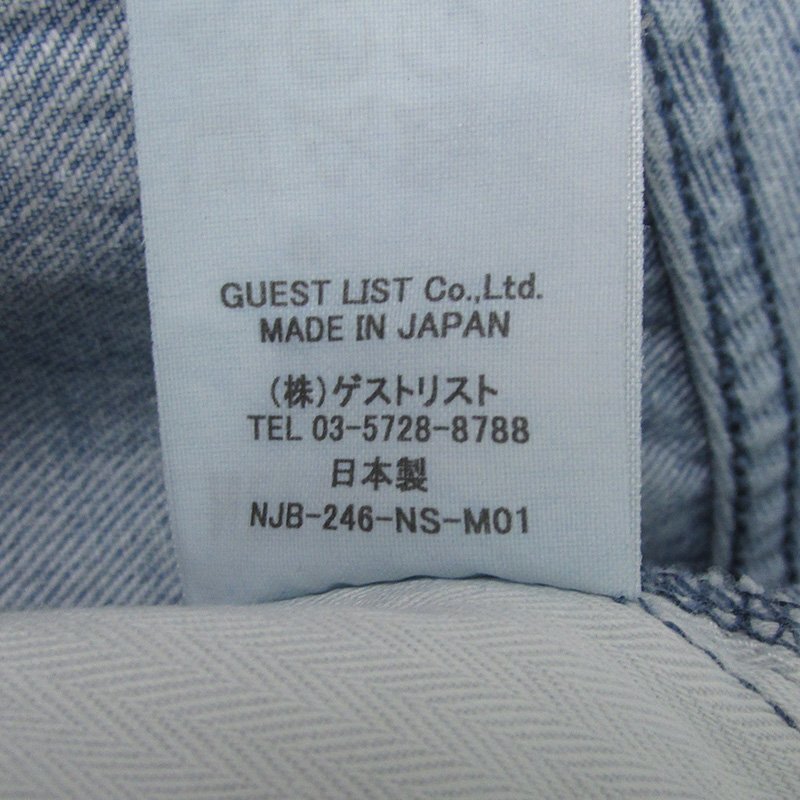 GUEST LIST Co.,Ltd.
MADE IN JAPAN
(株)ゲストリスト
TEL 03-5728-8788
日本製
NJB-246-NS-M01